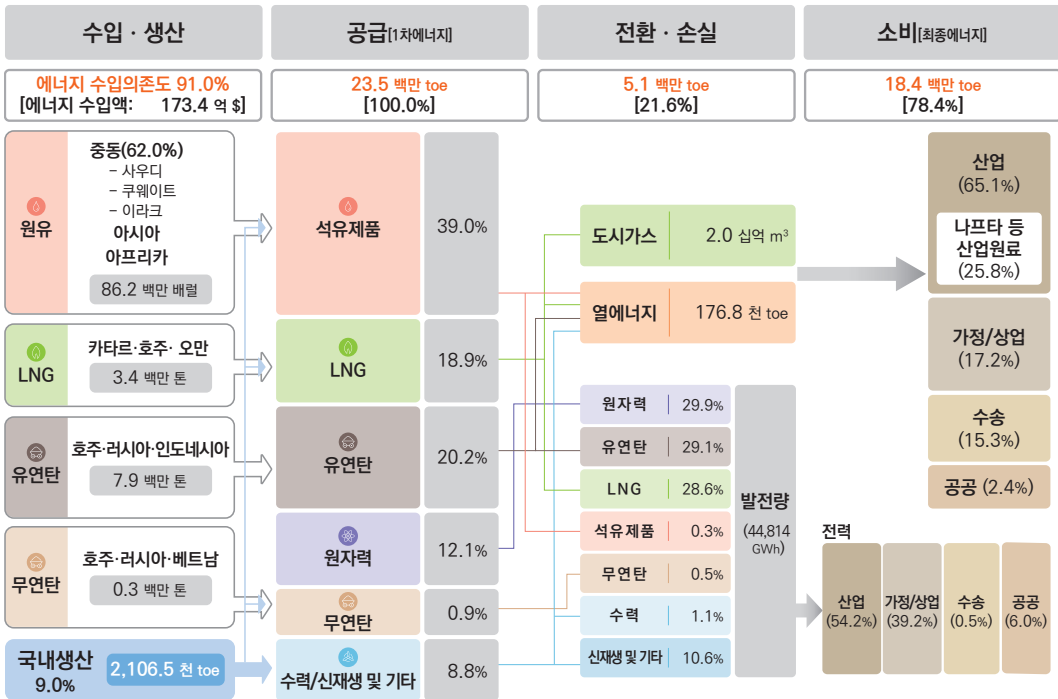 수입 · 생산
공급[1차에너지]
전환 · 손실
소비[최종에너지]
에너지 수입의존도 91.0%
[에너지 수입액: 173.4 억 $]
23.5 백만 toe
[100.0%]
5.1 백만 toe
[21.6%]
18.4 백만 toe
[78.4%]
원유
중동(62.0%)
– 사우디
– 쿠웨이트
– 이라크
아시아
아프리카
86.2 백만 배럴
LNG
카타르·호주· 오만
3.4 백만 톤
유연탄
호주·러시아·인도네시아
7.9 백만 톤
무연탄
호주·러시아·베트남
0.3 백만 톤
국내생산
9.0%
2,106.5 천 toe
석유제품
39.0%
LNG
18.9%
유연탄
20.2%
원자력
12.1%
무연탄
0.9%
수력/신재생 및 기타
8.8%
도시가스 2.0 십억 m³
열에너지 176.8 천 toe
원자력 29.9%
유연탄 29.1%
LNG 28.6%
석유제품 0.3%
무연탄 0.5%
수력 1.1%
신재생 및 기타 10.6%
발전량
(44,814
GWh)
산업
(65.1%)
나프타 등
산업원료
(25.8%)
가정/상업
(17.2%)
수송
(15.3%)
공공 (2.4%)
전력
산업
(54.2%)
가정/상업
(39.2%)
수송
(0.5%)
공공
(6.0%)